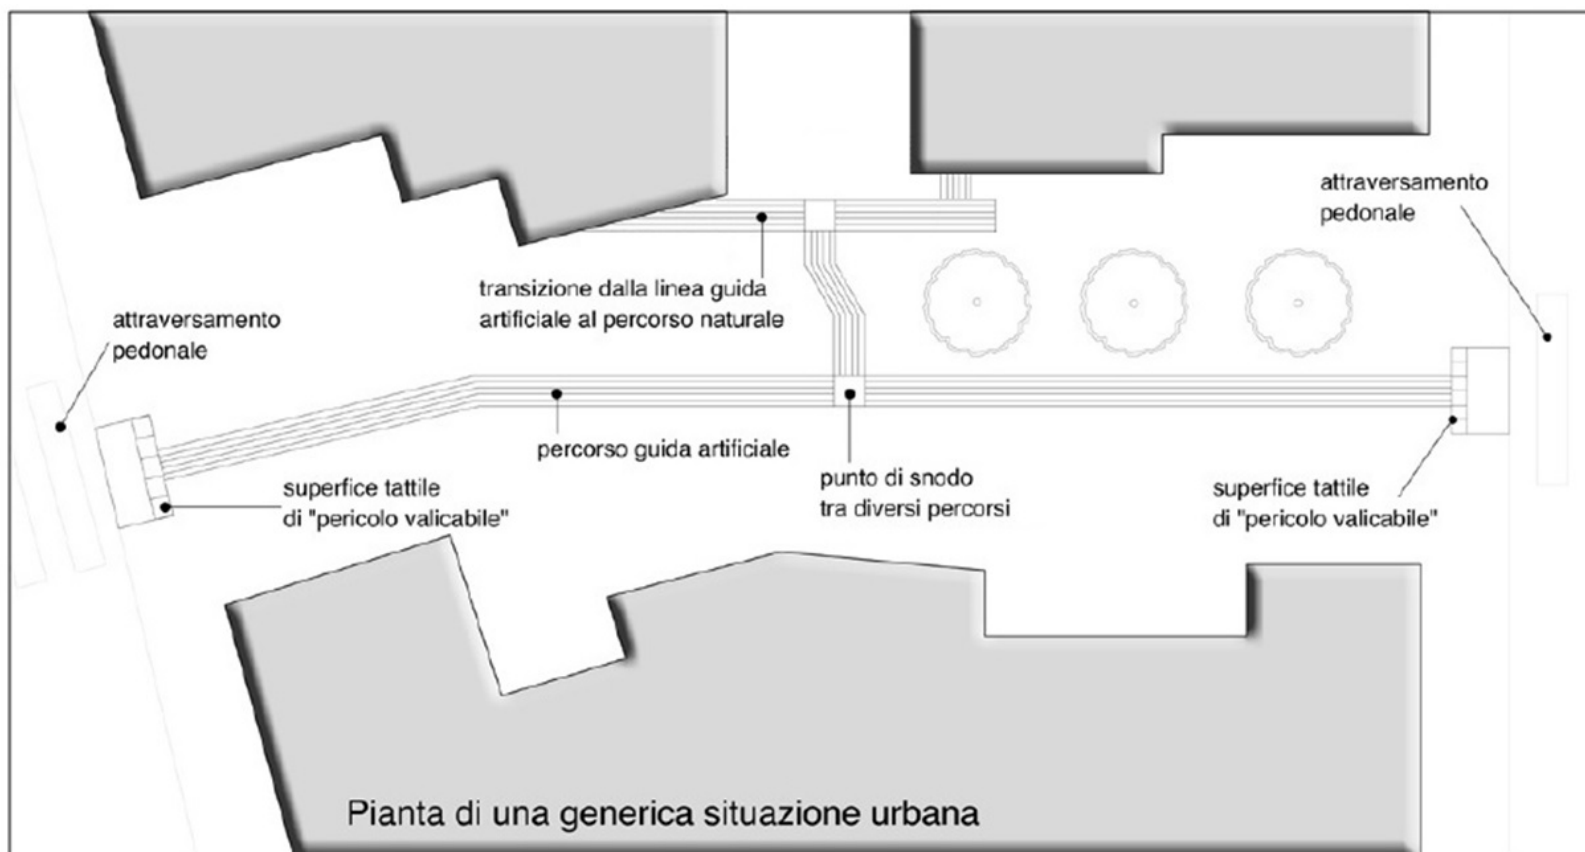 attraversamento
pedonale
transizione dalla linea guida
artificiale al percorso naturale
attraversamento
pedonale
percorso guida artificiale
punto di snodo
tra diversi percorsi
superfice tattile
di "pericolo valicabile"
superfice tattile
di "pericolo valicabile"
Pianta di una generica situazione urbana